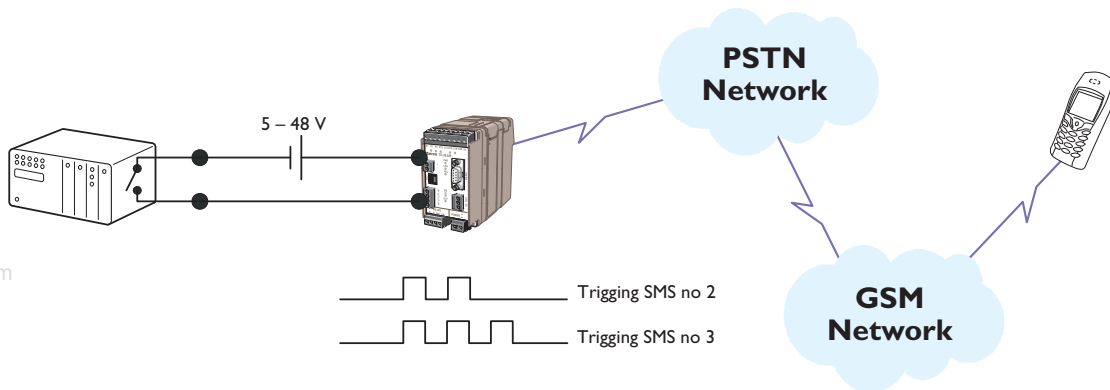 PSTN
Network
5 – 48 V
Trigging SMS no 2
Trigging SMS no 3
GSM
Network
m